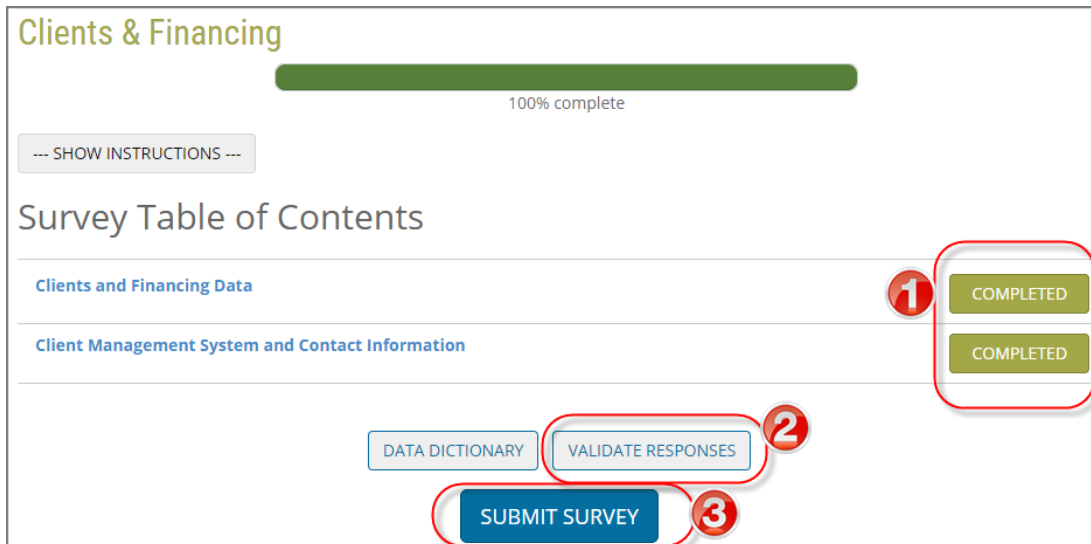 Clients & Financing
100% complete
--- SHOW INSTRUCTIONS ---
Survey Table of Contents
Clients and Financing Data
1
COMPLETED
Client Management System and Contact Information
COMPLETED
DATA DICTIONARY
VALIDATE RESPONSES
2
SUBMIT SURVEY
3